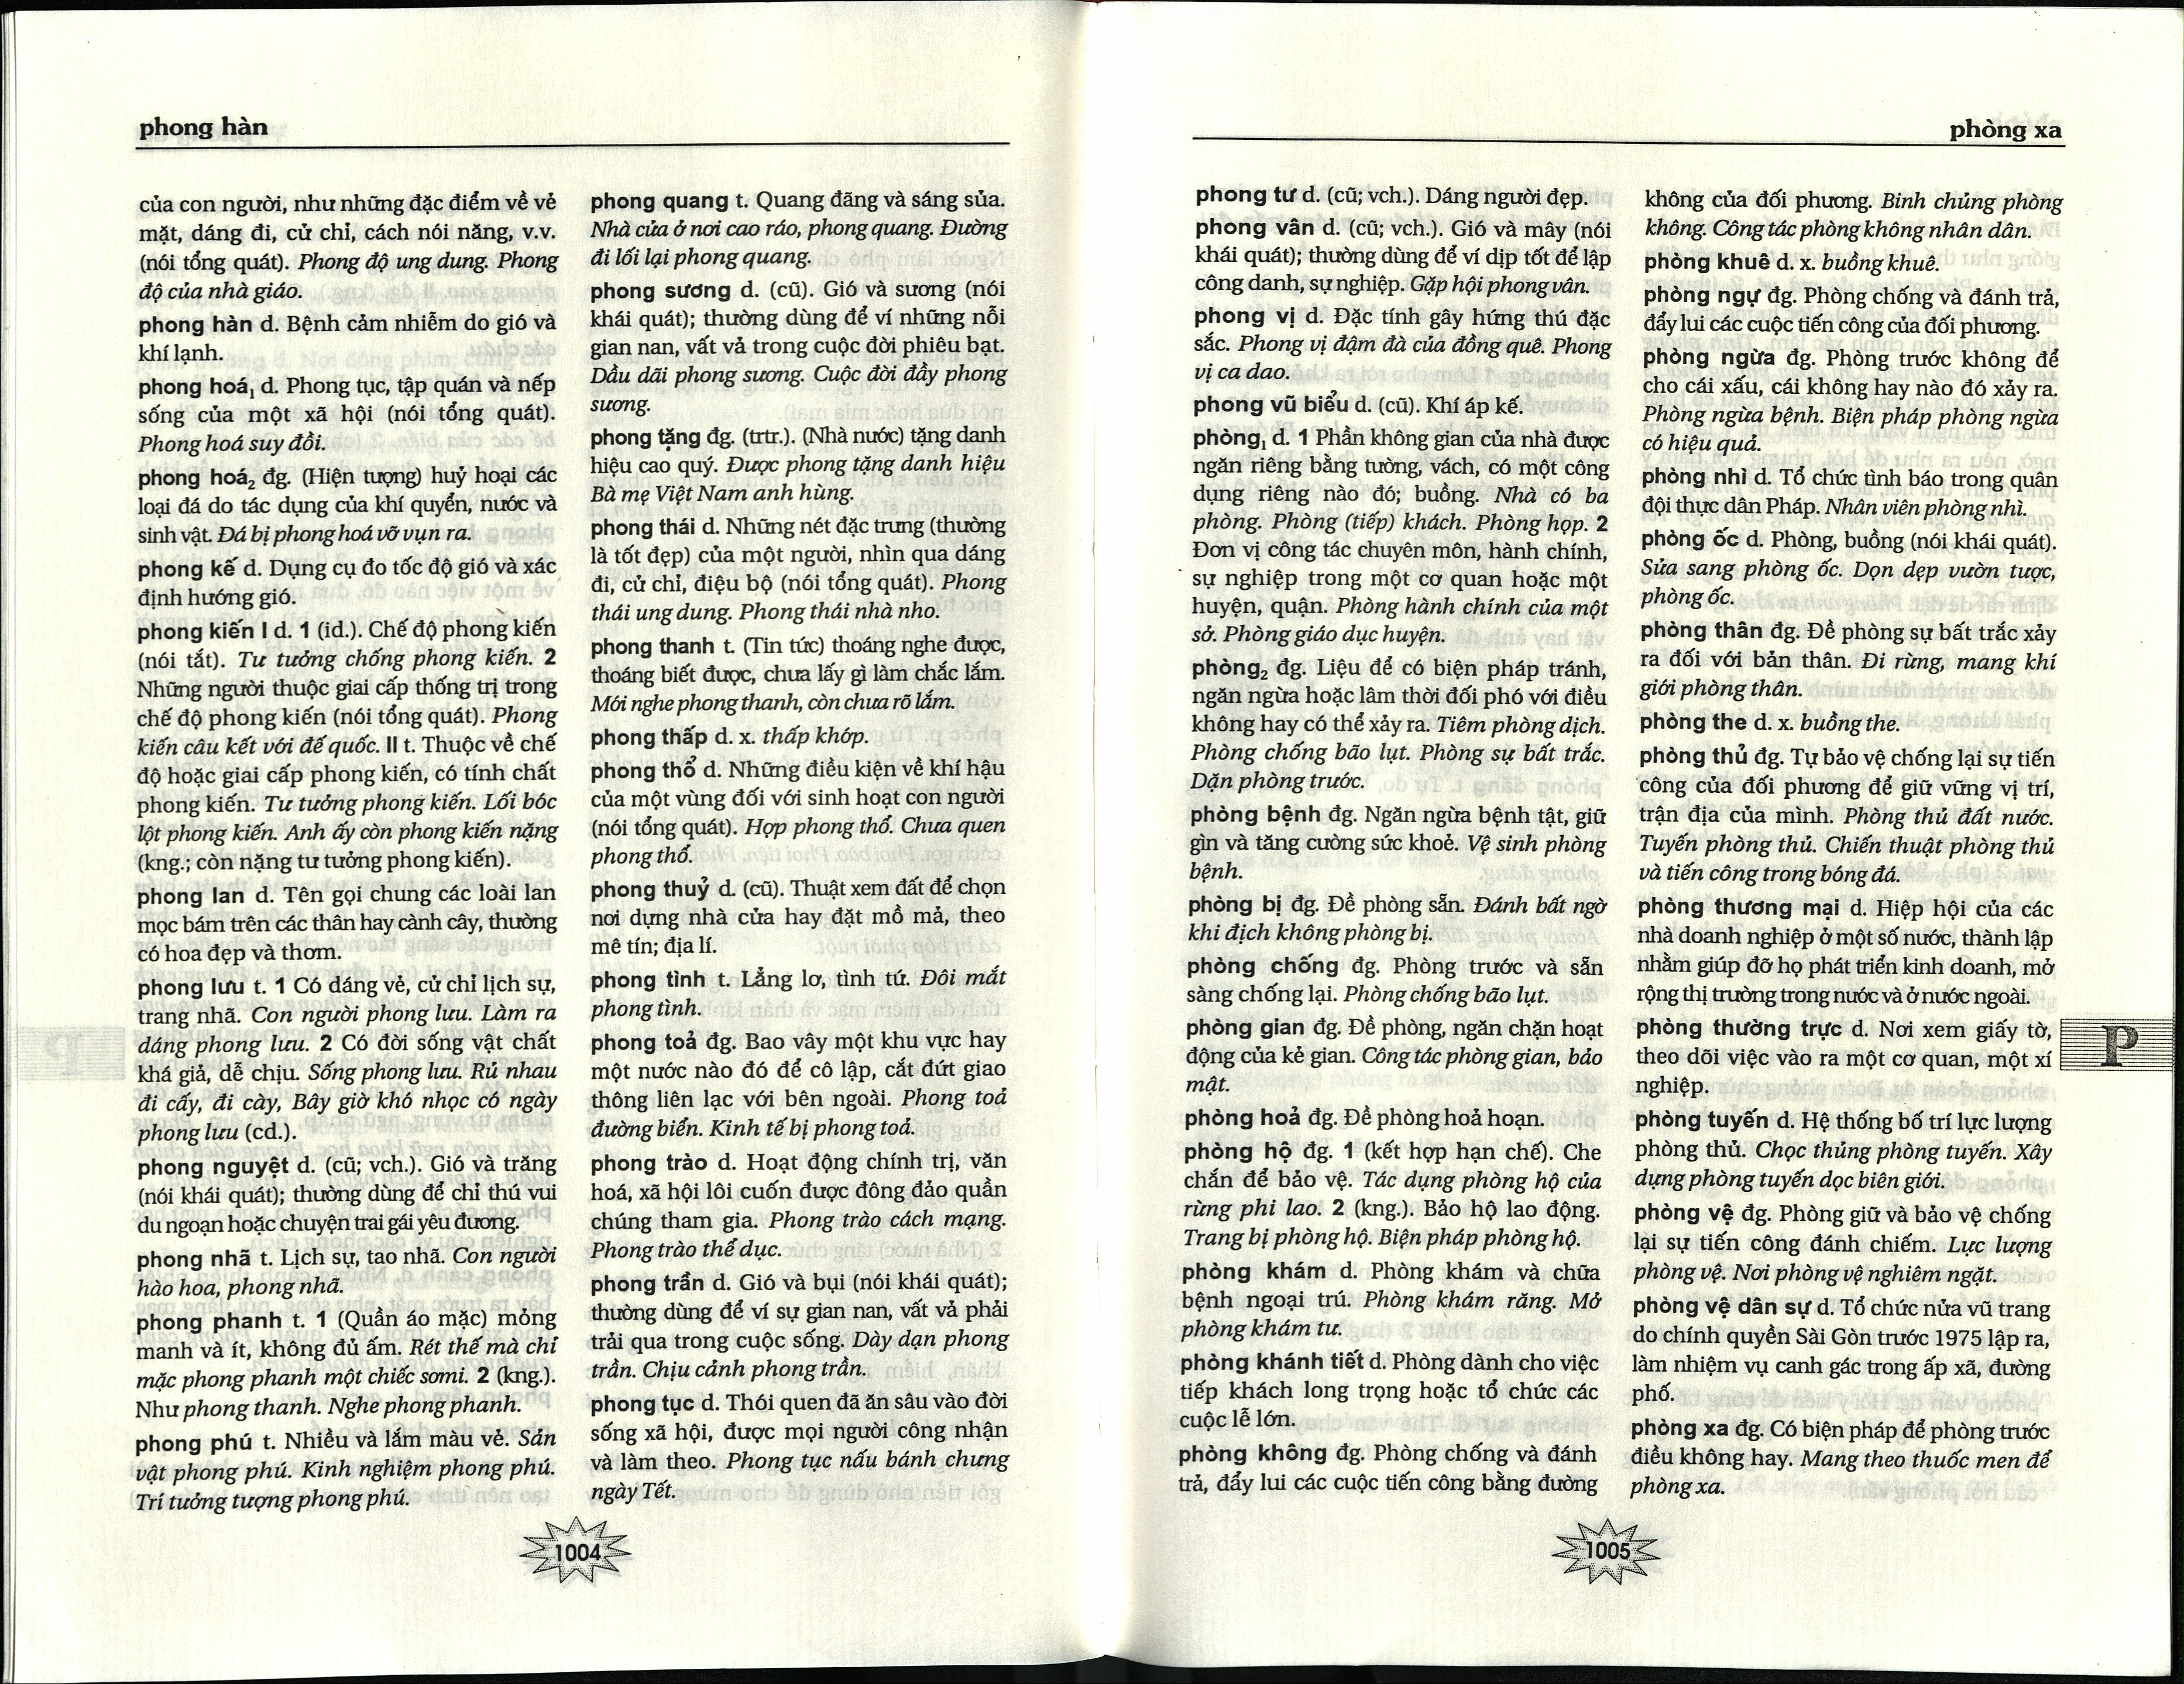 phong hàn
của con người, như những đặc điểm về vẻ
mặt, dáng đi, cử chỉ, cách nói năng, v.v.
(nói tổng quát). Phong độ ung dung. Phong
độ của nhà giáo.
phong hàn d. Bệnh cảm nhiễm do gió và
khí lạnh.
phong hoá₁ d. Phong tục, tập quán và nếp
sống của một xã hội (nói tổng quát).
Phong hoá suy đồi.
phong hoá₂ đg. (Hiện tượng) huỷ hoại các
loại đá do tác dụng của khí quyển, nước và
sinh vật. Đá bị phong hoá vỡ vụn ra.
phong kế d. Dụng cụ đo tốc độ gió và xác
định hướng gió.
phong kiến I d. 1 (id.). Chế độ phong kiến
(nói tắt). Tư tưởng chống phong kiến. 2
Những người thuộc giai cấp thống trị trong
chế độ phong kiến (nói tổng quát). Phong
kiến câu kết với đế quốc. II t. Thuộc về chế
độ hoặc giai cấp phong kiến, có tính chất
phong kiến. Tư tưởng phong kiến. Lối bóc
lột phong kiến. Anh ấy còn phong kiến nặng
(kng.; còn nặng tư tưởng phong kiến).
phong lan d. Tên gọi chung các loài lan
mọc bám trên các thân hay cành cây, thường
có hoa đẹp và thơm.
phong lưu t. 1 Có dáng vẻ, cử chỉ lịch sự,
trang nhã. Con người phong lưu. Làm ra
dáng phong lưu. 2 Có đời sống vật chất
khá giả, dễ chịu. Sống phong lưu. Rủ nhau
đi cấy, đi cày, Bây giờ khó nhọc có ngày
phong lưu (cd.).
phong nguyệt d. (cũ; vch.). Gió và trăng
(nói khái quát); thường dùng để chỉ thú vui
du ngoạn hoặc chuyện trai gái yêu đương.
phong nhã t. Lịch sự, tao nhã. Con người
hào hoa, phong nhã.
phong phanh t. 1 (Quần áo mặc) mỏng
manh và ít, không đủ ấm. Rét thế mà chỉ
mặc phong phanh một chiếc sơmi. 2 (kng.).
Như phong thanh. Nghe phong phanh.
phong phú t. Nhiều và lắm màu vẻ. Sản
vật phong phú. Kinh nghiệm phong phú.
Trí tưởng tượng phong phú.
phong quang t. Quang đãng và sáng sủa.
Nhà cửa ở nơi cao ráo, phong quang. Đường
đi lối lại phong quang.
phong sương d. (cũ). Gió và sương (nói
khái quát); thường dùng để ví những nỗi
gian nan, vất vả trong cuộc đời phiêu bạt.
Dầu dãi phong sương. Cuộc đời đầy phong
sương.
phong tặng đg. (trtr.). (Nhà nước) tặng danh
hiệu cao quý. Được phong tặng danh hiệu
Bà mẹ Việt Nam anh hùng.
phong thái d. Những nét đặc trưng (thường
là tốt đẹp) của một người, nhìn qua dáng
đi, cử chỉ, điệu bộ (nói tổng quát). Phong
thái ung dung. Phong thái nhà nho.
phong thanh t. (Tin tức) thoáng nghe được,
thoáng biết được, chưa lấy gì làm chắc lắm.
Mới nghe phong thanh, còn chưa rõ lắm.
phong thấp d. x. thấp khớp.
phong thổ d. Những điều kiện về khí hậu
của một vùng đối với sinh hoạt con người
(nói tổng quát). Hợp phong thổ. Chưa quen
phong thổ.
phong thuỷ d. (cũ). Thuật xem đất để chọn
nơi dựng nhà cửa hay đặt mồ mả, theo
mê tín; địa lí.
phong tình t. Lẳng lơ, tình tứ. Đôi mắt
phong tình.
phong toả đg. Bao vây một khu vực hay
một nước nào đó để cô lập, cắt đứt giao
thông liên lạc với bên ngoài. Phong toả
đường biển. Kinh tế bị phong toả.
phong trào d. Hoạt động chính trị, văn
hoá, xã hội lôi cuốn được đông đảo quần
chúng tham gia. Phong trào cách mạng.
Phong trào thể dục.
phong trần d. Gió và bụi (nói khái quát);
thường dùng để ví sự gian nan, vất vả phải
trải qua trong cuộc sống. Dày dạn phong
trần. Chịu cảnh phong trần.
phong tục d. Thói quen đã ăn sâu vào đời
sống xã hội, được mọi người công nhận
và làm theo. Phong tục nấu bánh chưng
ngày Tết.
1004
phòng xa
phong tư d. (cũ; vch.). Dáng người đẹp.
phong vân d. (cũ; vch.). Gió và mây (nói
khái quát); thường dùng để ví dịp tốt để lập
công danh, sự nghiệp. Gặp hội phong vân.
phong vị d. Đặc tính gây hứng thú đặc
sắc. Phong vị đậm đà của đồng quê. Phong
vị ca dao.
phong vũ biểu d. (cũ). Khí áp kế.
phòng₁ d. 1 Phần không gian của nhà được
ngăn riêng bằng tường, vách, có một công
dụng riêng nào đó; buồng. Nhà có ba
phòng. Phòng (tiếp) khách. Phòng họp. 2
Đơn vị công tác chuyên môn, hành chính,
sự nghiệp trong một cơ quan hoặc một
huyện, quận. Phòng hành chính của một
sở. Phòng giáo dục huyện.
phòng₂ đg. Liệu để có biện pháp tránh,
ngăn ngừa hoặc lâm thời đối phó với điều
không hay có thể xảy ra. Tiêm phòng dịch.
Phòng chống bão lụt. Phòng sự bất trắc.
Dặn phòng trước.
phòng bệnh đg. Ngăn ngừa bệnh tật, giữ
gìn và tăng cường sức khoẻ. Vệ sinh phòng
bệnh.
phòng bị đg. Đề phòng sẵn. Đánh bất ngờ
khi địch không phòng bị.
phòng chống đg. Phòng trước và sẵn
sàng chống lại. Phòng chống bão lụt.
phòng gian đg. Đề phòng, ngăn chặn hoạt
động của kẻ gian. Công tác phòng gian, bảo
mật.
phòng hoả đg. Đề phòng hoả hoạn.
phòng hộ đg. 1 (kết hợp hạn chế). Che
chắn để bảo vệ. Tác dụng phòng hộ của
rừng phi lao. 2 (kng.). Bảo hộ lao động.
Trang bị phòng hộ. Biện pháp phòng hộ.
phòng khám d. Phòng khám và chữa
bệnh ngoại trú. Phòng khám răng. Mở
phòng khám tư.
phòng khánh tiết d. Phòng dành cho việc
tiếp khách long trọng hoặc tổ chức các
cuộc lễ lớn.
phòng không đg. Phòng chống và đánh
trả, đẩy lui các cuộc tiến công bằng đường
không của đối phương. Binh chủng phòng
không. Công tác phòng không nhân dân.
phòng khuê d. x. buồng khuê.
phòng ngự đg. Phòng chống và đánh trả,
đẩy lui các cuộc tiến công của đối phương.
phòng ngừa đg. Phòng trước không để
cho cái xấu, cái không hay nào đó xảy ra.
Phòng ngừa bệnh. Biện pháp phòng ngừa
có hiệu quả.
phòng nhì d. Tổ chức tình báo trong quân
đội thực dân Pháp. Nhân viên phòng nhì.
phòng ốc d. Phòng, buồng (nói khái quát).
Sửa sang phòng ốc. Dọn dẹp vườn tược,
phòng ốc.
phòng thân đg. Đề phòng sự bất trắc xảy
ra đối với bản thân. Đi rừng, mang khí
giới phòng thân.
phòng the d. x. buồng the.
phòng thủ đg. Tự bảo vệ chống lại sự tiến
công của đối phương để giữ vững vị trí,
trận địa của mình. Phòng thủ đất nước.
Tuyến phòng thủ. Chiến thuật phòng thủ
và tiến công trong bóng đá.
phòng thương mại d. Hiệp hội của các
nhà doanh nghiệp ở một số nước, thành lập
nhằm giúp đỡ họ phát triển kinh doanh, mở
rộng thị trường trong nước và ở nước ngoài.
phòng thường trực d. Nơi xem giấy tờ,
theo dõi việc vào ra một cơ quan, một xí
nghiệp.
phòng tuyến d. Hệ thống bố trí lực lượng
phòng thủ. Chọc thủng phòng tuyến. Xây
dựng phòng tuyến dọc biên giới.
phòng vệ đg. Phòng giữ và bảo vệ chống
lại sự tiến công đánh chiếm. Lực lượng
phòng vệ. Nơi phòng vệ nghiêm ngặt.
phòng vệ dân sự d. Tổ chức nửa vũ trang
do chính quyền Sài Gòn trước 1975 lập ra,
làm nhiệm vụ canh gác trong ấp xã, đường
phố.
phòng xa đg. Có biện pháp để phòng trước
điều không hay. Mang theo thuốc men để
phòng xa.
P
1005